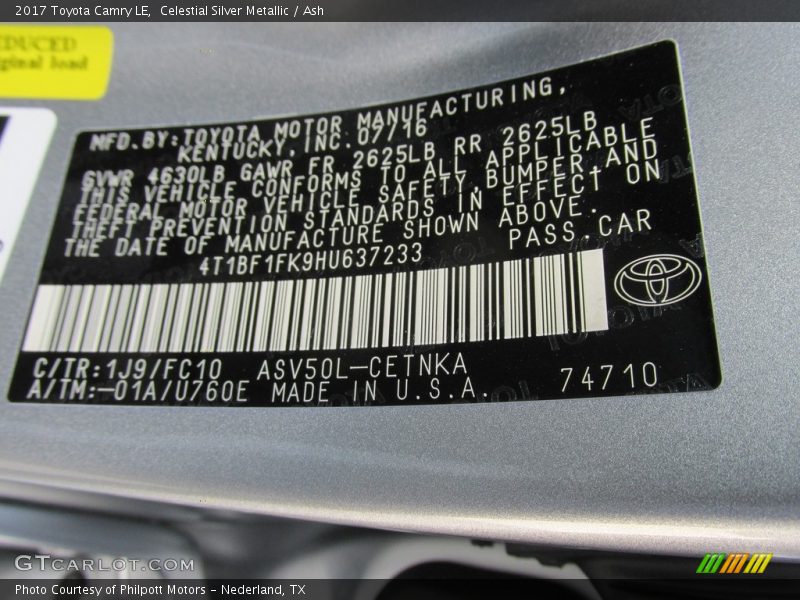 2017 Toyota Camry LE,  Celestial Silver Metallic / Ash
MFD.BY:TOYOTA MOTOR MANUFACTURING,
KENTUCKY,INC.07/16
GVWR 4630LB GAWR FR 2625LB RR 2625LB
THIS VEHICLE CONFORMS TO ALL APPLICABLE
FEDERAL MOTOR VEHICLE SAFETY,BUMPER AND
THEFT PREVENTION STANDARDS IN EFFECT ON
THE DATE OF MANUFACTURE SHOWN ABOVE.
4T1BF1FK9HU637233
PASS.CAR
C/TR:1J9/FC10
ASV50L-CETNKA
A/TM:-01A/U760E
MADE IN U.S.A.
74710
GTCARLOT.COM
Photo Courtesy of Philpott Motors - Nederland, TX